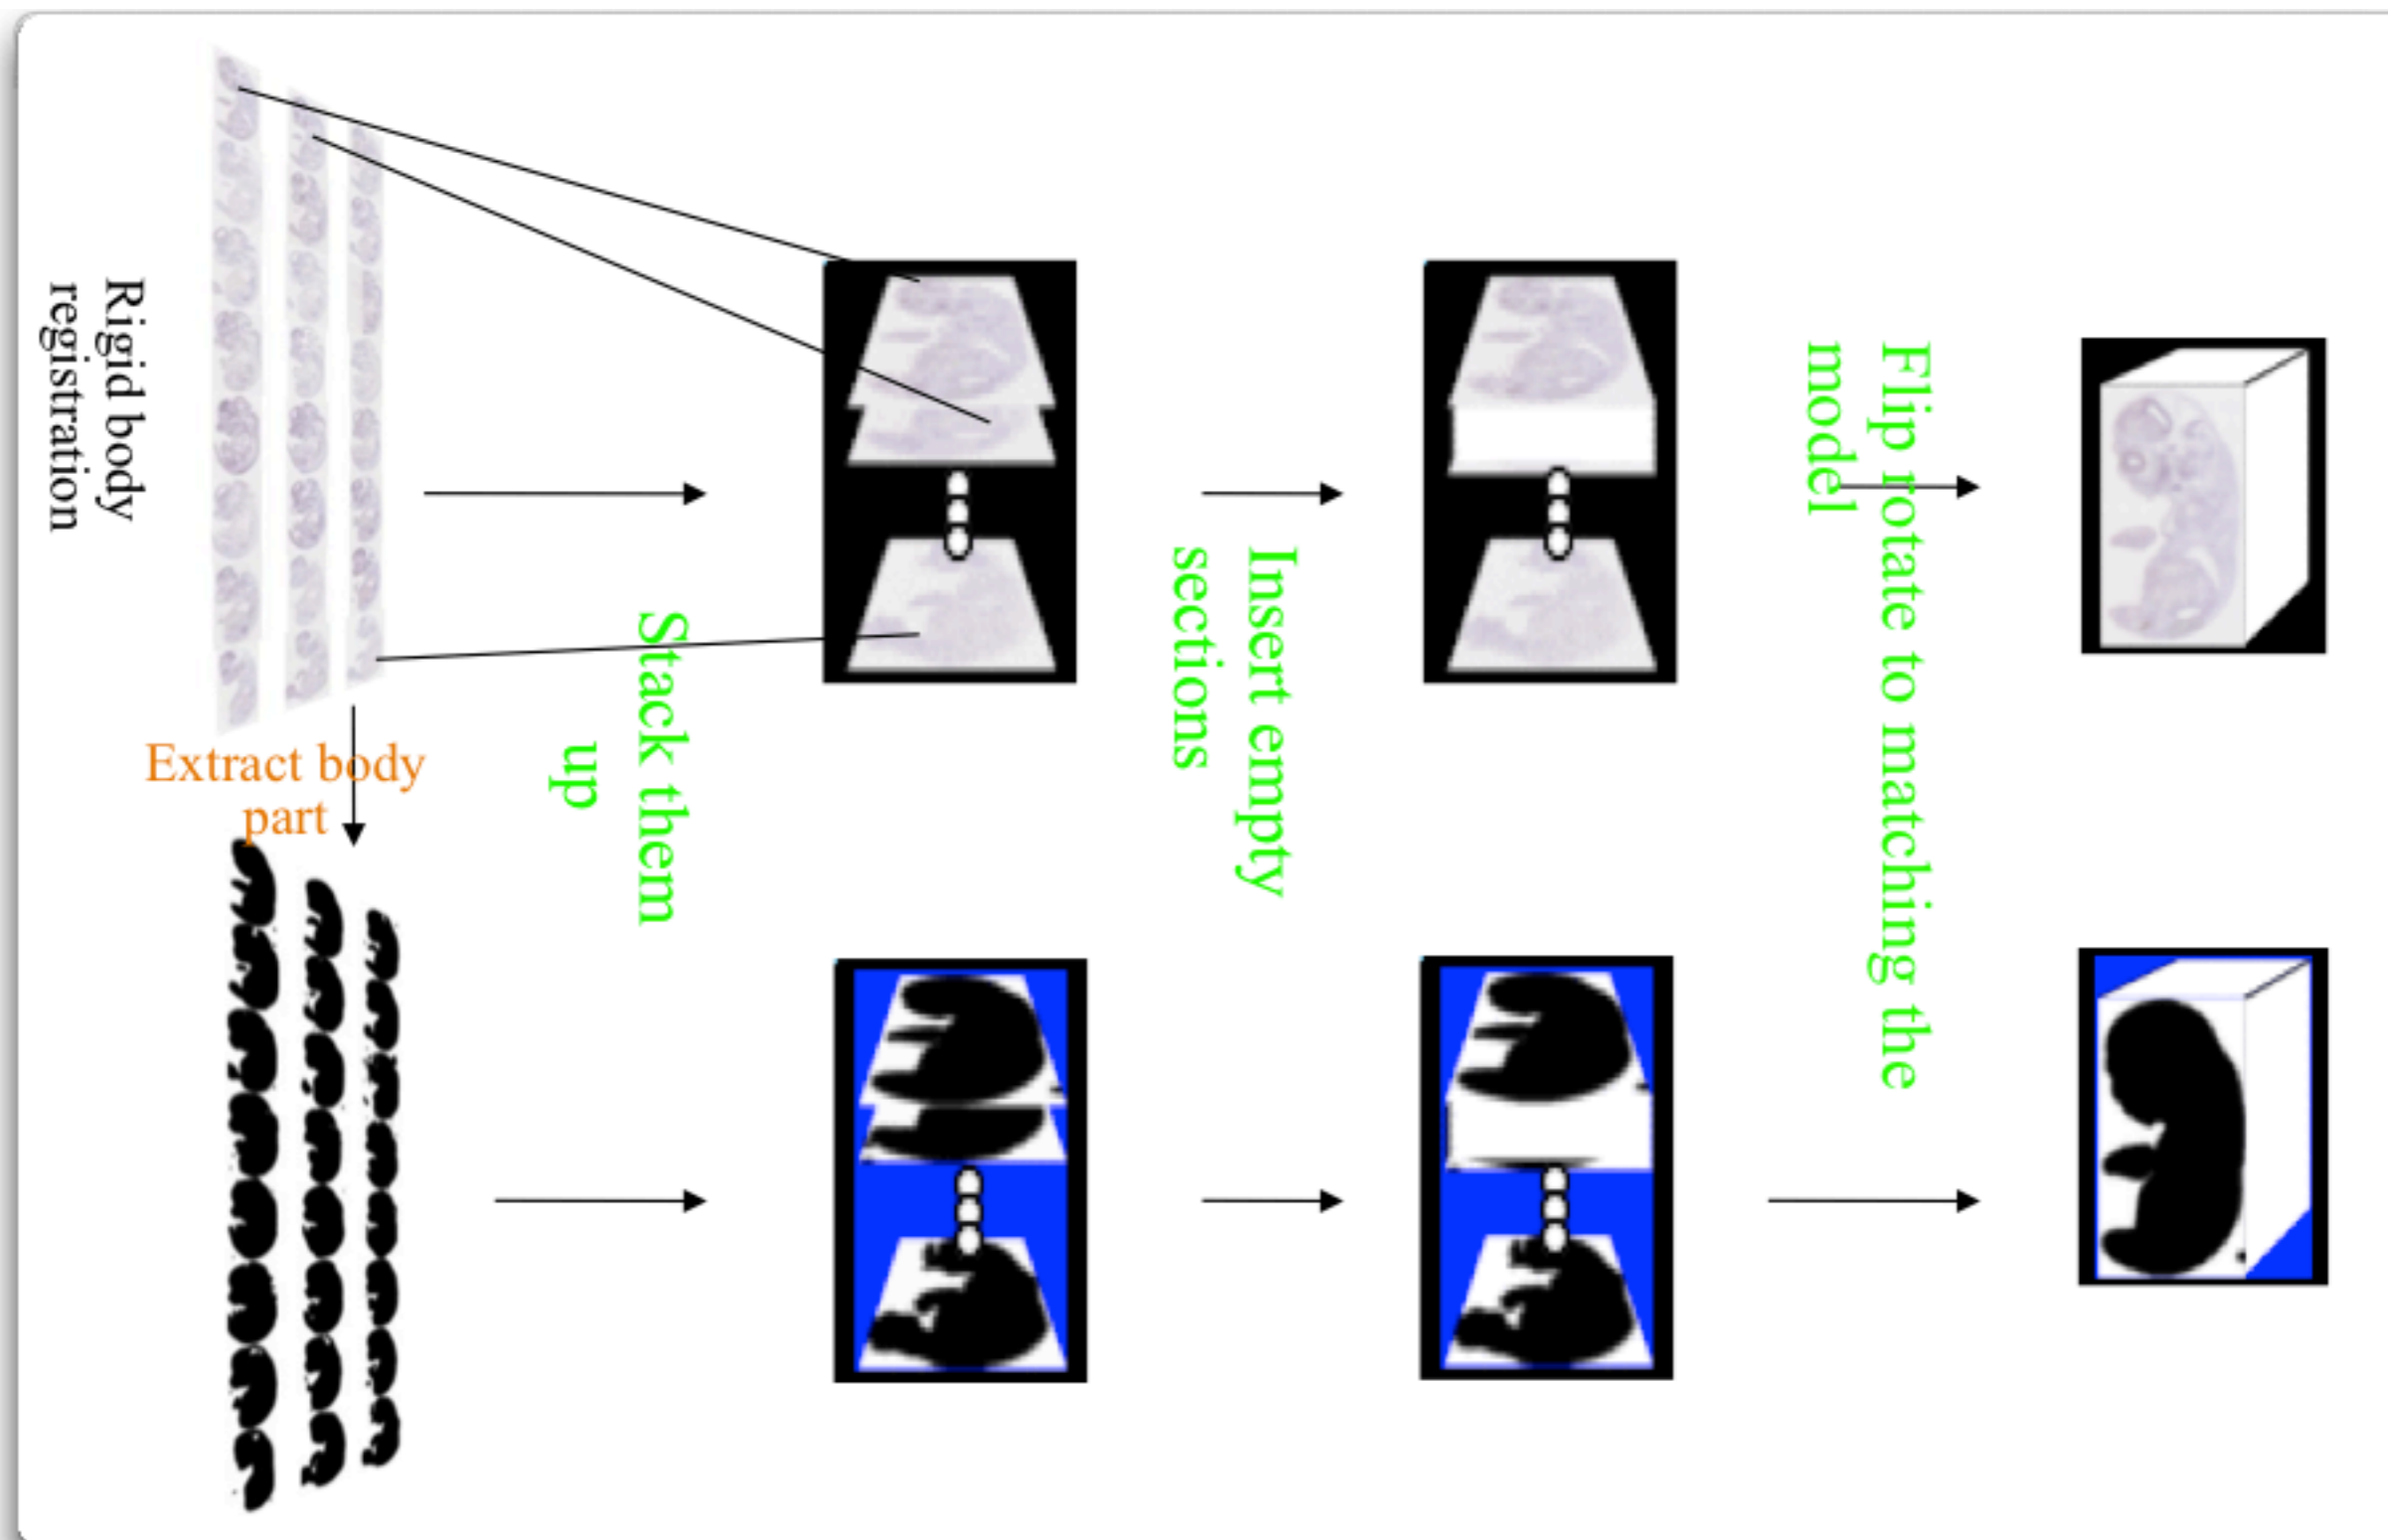 Rigid body
registration
Extract body
part
Stack them
up
Insert empty
sections
Flip rotate to matching the
model